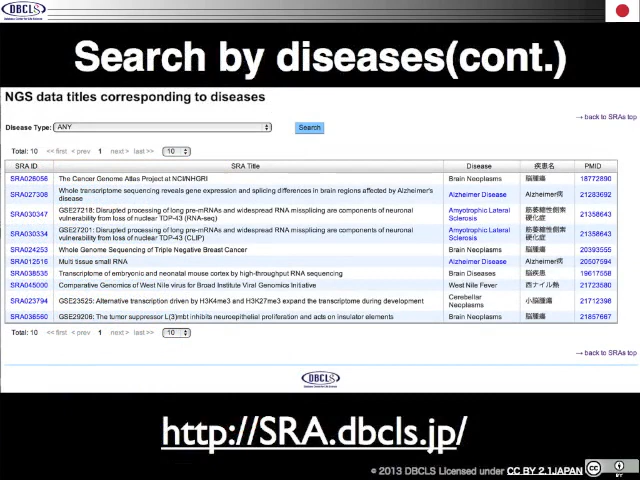 DBCLS
Search by diseases(cont.)
NGS data titles corresponding to diseases
→ back to SRAs top
Disease Type: ANY Search
Total: 10 << first < prev 1 next > last >> 10
SRA ID SRA Title Disease 疾患名 PMID
SRA026056 The Cancer Genome Atlas Project at NCI/NHGRI Brain Neoplasms 脳腫瘍 18772890
SRA027308 Whole transcriptome sequencing reveals gene expression and splicing differences in brain regions affected by Alzheimer's disease Alzheimer Disease Alzheimer病 21283692
SRA030347 GSE27218: Disrupted processing of long pre-mRNAs and widespread RNA missplicing are components of neuronal vulnerability from loss of nuclear TDP-43 (RNA-seq) Amyotrophic Lateral Sclerosis 筋萎縮性側索硬化症 21358643
SRA030334 GSE27201: Disrupted processing of long pre-mRNAs and widespread RNA missplicing are components of neuronal vulnerability from loss of nuclear TDP-43 (CLIP) Amyotrophic Lateral Sclerosis 筋萎縮性側索硬化症 21358643
SRA024253 Whole Genome Sequencing of Triple Negative Breast Cancer Brain Neoplasms 脳腫瘍 20393555
SRA012516 Multi tissue small RNA Alzheimer Disease Alzheimer病 20507594
SRA038535 Transcriptome of embryonic and neonatal mouse cortex by high-throughput RNA sequencing Brain Diseases 脳疾患 19617558
SRA045000 Comparative Genomics of West Nile virus for Broad Institute Viral Genomics Initiative West Nile Fever 西ナイル熱 21723580
SRA023794 GSE23525: Alternative transcription driven by H3K4me3 and H3K27me3 expand the transcriptome during development Cerebellar Neoplasms 小脳腫瘍 21712398
SRA036560 GSE29206: The tumor suppressor L(3)mbt inhibits neuroepithelial proliferation and acts on insulator elements Brain Neoplasms 脳腫瘍 21857667
Total: 10 << first < prev 1 next > last >> 10
→ back to SRAs top
DBCLS
http://SRA.dbcls.jp/
© 2013 DBCLS Licensed under CC BY 2.1JAPAN cc BY